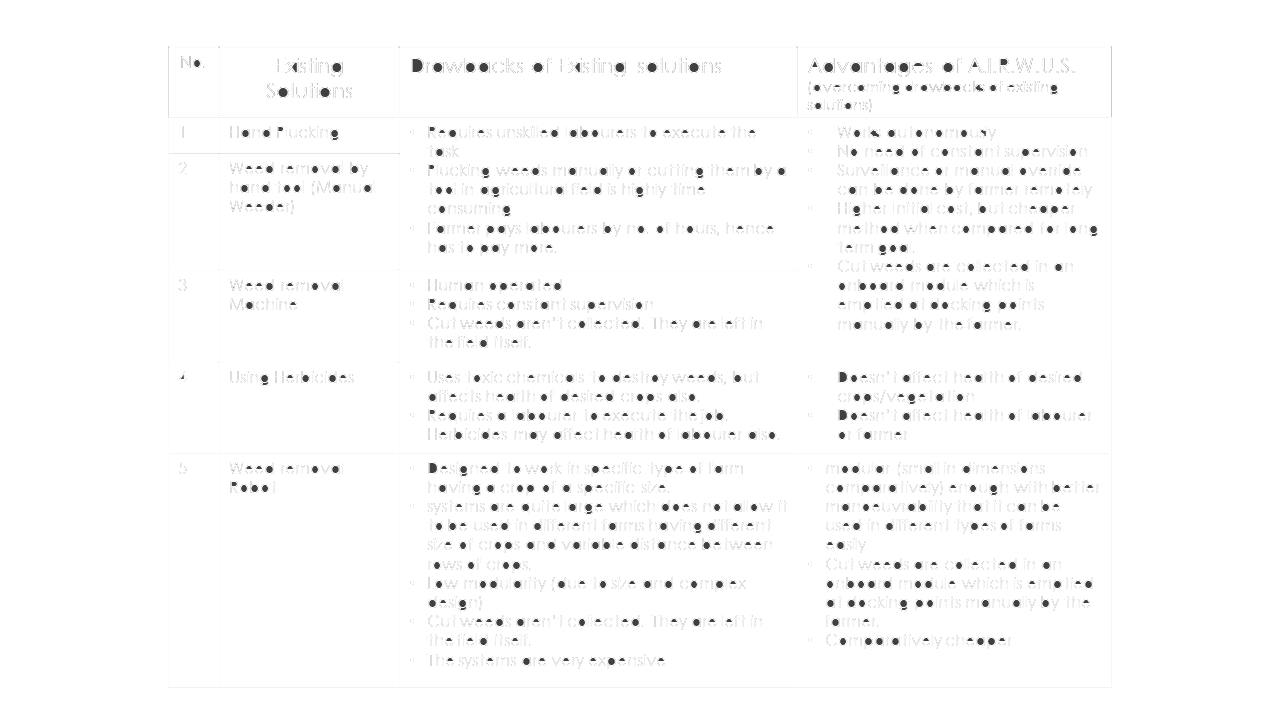 No.
Existing
Solutions
Drawbacks of Existing solutions
Advantages of A.I.R.W.U.S.
(overcoming drawbacks of existing
solutions)
1
Hand Plucking
2
Weed removal by
hand tool (Manual
Weeder)
Requires unskilled labourers to execute the
task
Plucking weeds manually or cutting them by a
tool in agricultural field is highly time
consuming
Farmer pays labourers by no. of hours, hence
has to pay more.
Works autonomously
No need of constant supervision
Surveillance or manual override
can be done by farmer remotely
Higher initial cost, but cheaper
method when compared for long
term goal.
Cut weeds are collected in an
onboard module which is
emptied at docking points
manually by the farmer.
3
Weed removal
Machine
Human operated
Requires constant supervision
Cut weeds aren't collected. They are left in
the field itself.
4
Using Herbicides
Uses toxic chemicals to destroy weeds, but
affects health of desired crops also.
Requires a labourer to execute the job.
Herbicides may affect health of labourer also.
Doesn't affect health of desired
crops/vegetation
Doesn't affect health of labourer
or farmer
5
Weed removal
Robot
Designed to work in specific type of farm
having a crop of a specific size.
systems are quite large which does not allow it
to be used in different farms having different
size of crops and variable distance between
rows of crops.
Low modularity (due to size and complex
design)
Cut weeds aren't collected. They are left in
the field itself.
The systems are very expensive
modular (small in dimensions
comparatively) enough with better
maneuvrability that it can be
used in different types of farms
easily
Cut weeds are collected in an
onboard module which is emptied
at docking points manually by the
farmer.
Comparatively cheaper